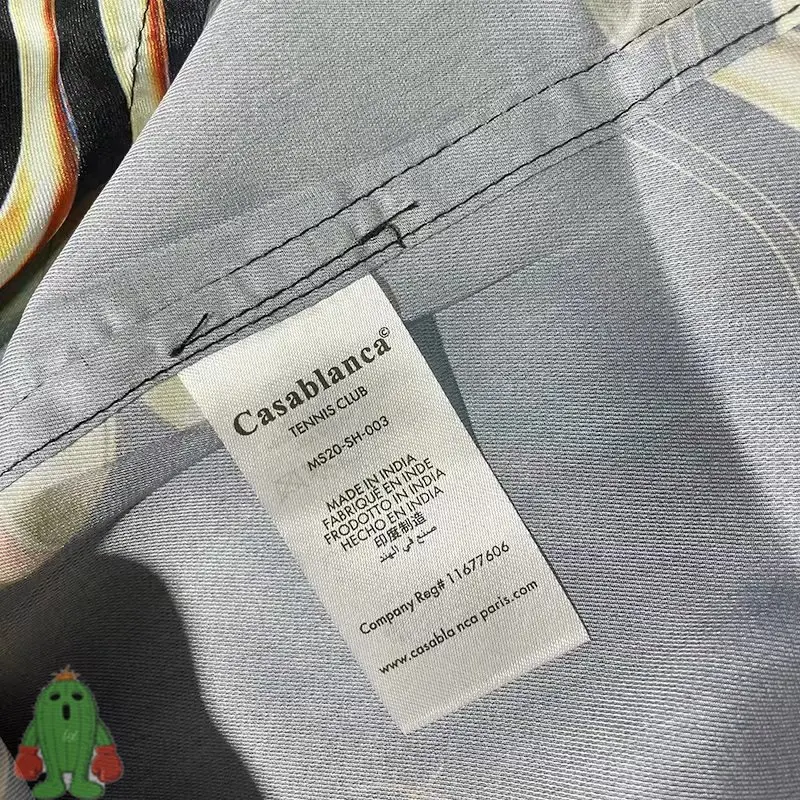 Casablanca©
TENNIS CLUB
MS20-SH-003
MADE IN INDIA
FABRIQUE EN INDE
FRODOTTO IN INDIA
HECHO EN INDIA
印度制造
صنع في الهند
Company Reg# 11677606
www.casabla nca paris.com